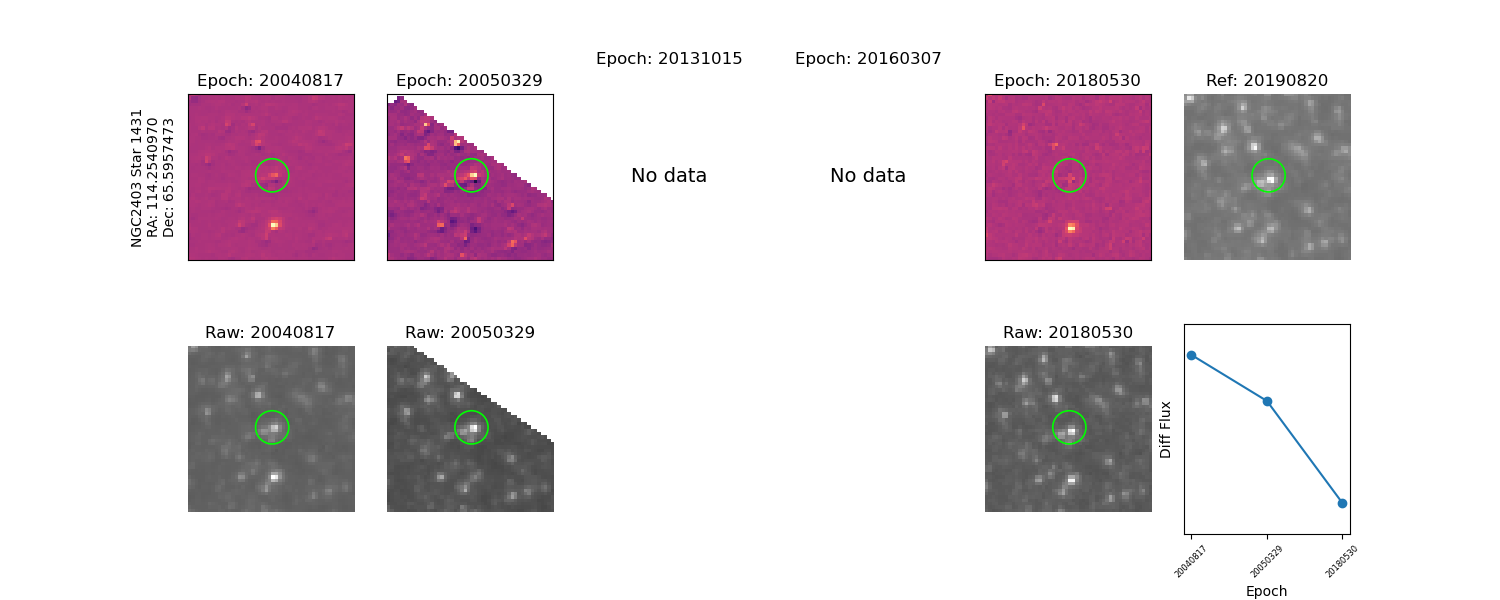 NGC2403 Star 1431
RA: 114.2540970
Dec: 65.5957473
Epoch: 20040817
Epoch: 20050329
Epoch: 20131015
Epoch: 20160307
Epoch: 20180530
Ref: 20190820
No data
No data
Raw: 20040817
Raw: 20050329
Raw: 20180530
Diff Flux
20040817
20050329
20180530
Epoch